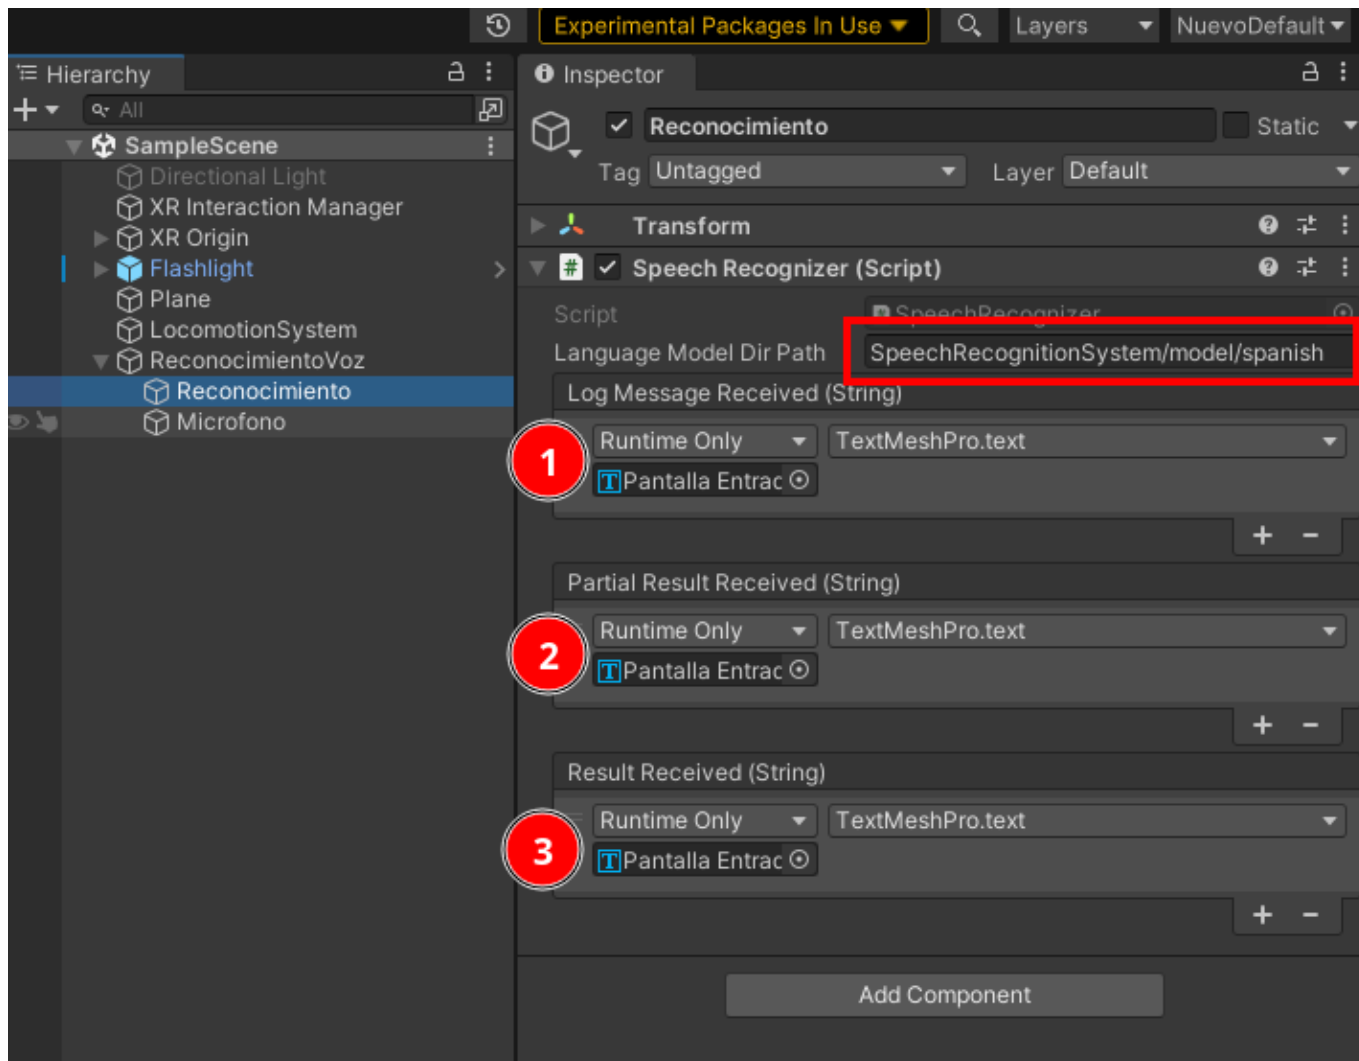 Experimental Packages In Use
Layers
NuevoDefault
Hierarchy
All
SampleScene
Directional Light
XR Interaction Manager
XR Origin
Flashlight
Plane
LocomotionSystem
ReconocimientoVoz
Reconocimiento
Microfono
Inspector
Reconocimiento
Static
Tag Untagged
Layer Default
Transform
Speech Recognizer (Script)
Script SpeechRecognizer
Language Model Dir Path SpeechRecognitionSystem/model/spanish
Log Message Received (String)
1
Runtime Only TextMeshPro.text
Pantalla Entrac
Partial Result Received (String)
2
Runtime Only TextMeshPro.text
Pantalla Entrac
Result Received (String)
3
Runtime Only TextMeshPro.text
Pantalla Entrac
Add Component